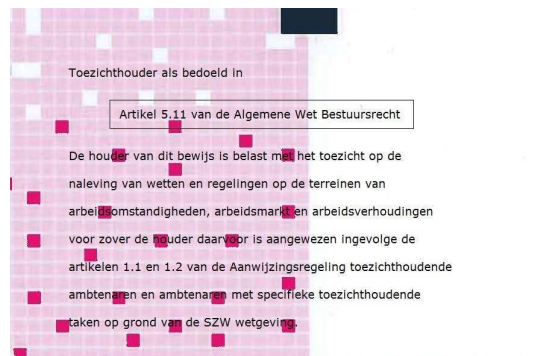 Toezichthouder als bedoeld in
Artikel 5.11 van de Algemene Wet Bestuursrecht
De houder van dit bewijs is belast met het toezicht op de
naleving van wetten en regelingen op de terreinen van
arbeidsomstandigheden, arbeidsmarkt en arbeidsverhoudingen
voor zover de houder daarvoor is aangewezen ingevolge de
artikelen 1.1 en 1.2 van de Aanwijzingsregeling toezichthoudende
ambtenaren en ambtenaren met specifieke toezichthoudende
taken op grond van de SZW wetgeving.